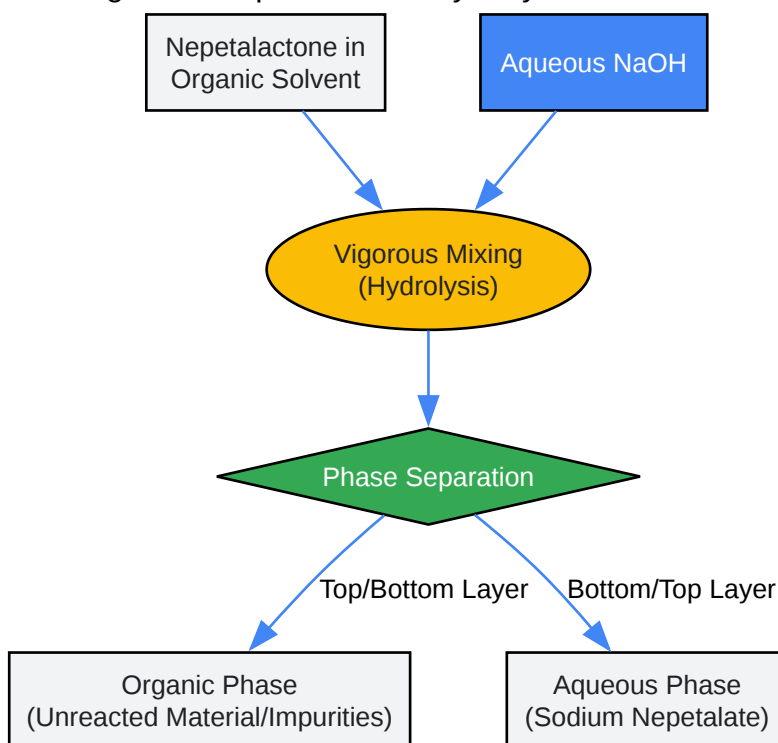 Nepetalactone in
Organic Solvent
Aqueous NaOH
Vigorous Mixing
(Hydrolysis)
Phase Separation
Top/Bottom Layer
Bottom/Top Layer
Organic Phase
(Unreacted Material/Impurities)
Aqueous Phase
(Sodium Nepetalate)